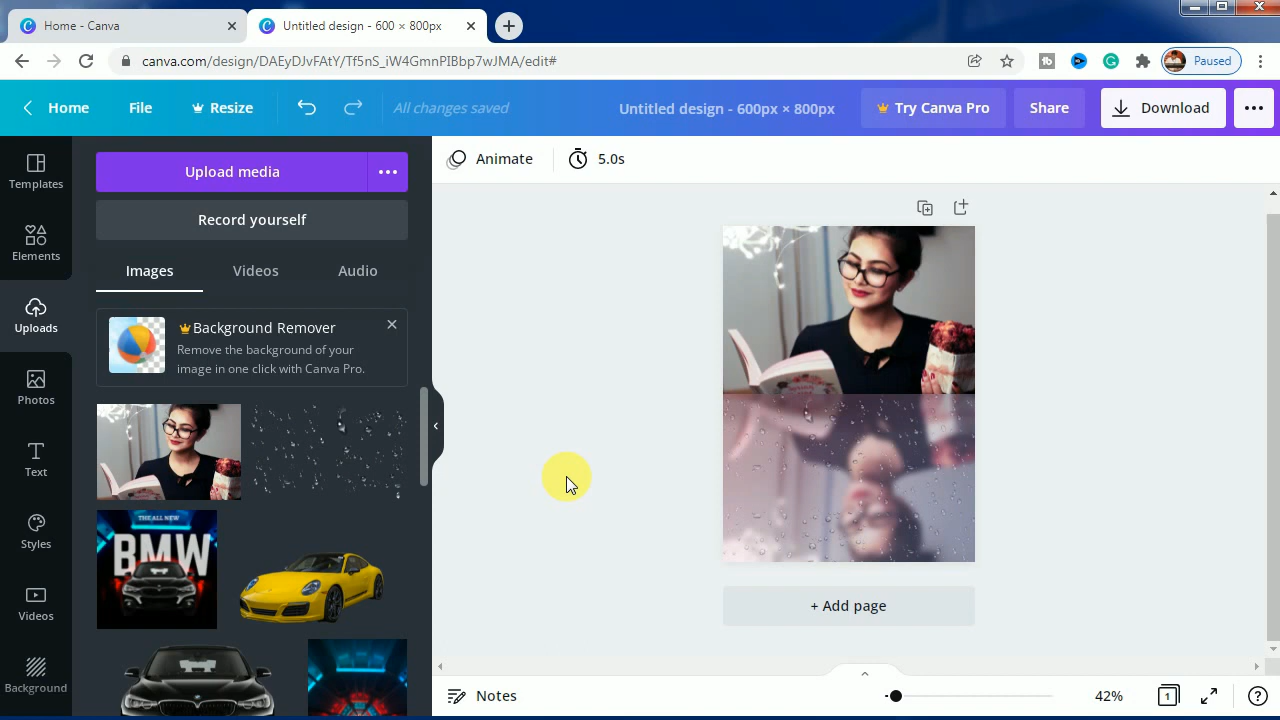 Home - Canva
Untitled design - 600 × 800px
canva.com/design/DAEyDJvFAtY/Tf5nS_iW4GmnPIBbR7wJMA/edit#
Paused
Home
File
Resize
All changes saved
Untitled design - 600px × 800px
Try Canva Pro
Share
Download
Templates
Elements
Uploads
Photos
Text
Styles
Videos
Background
Upload media
Record yourself
Images
Videos
Audio
Background Remover
Remove the background of your
image in one click with Canva Pro.
THE ALL NEW
BMW
Animate
5.0s
+ Add page
Notes
42%
1